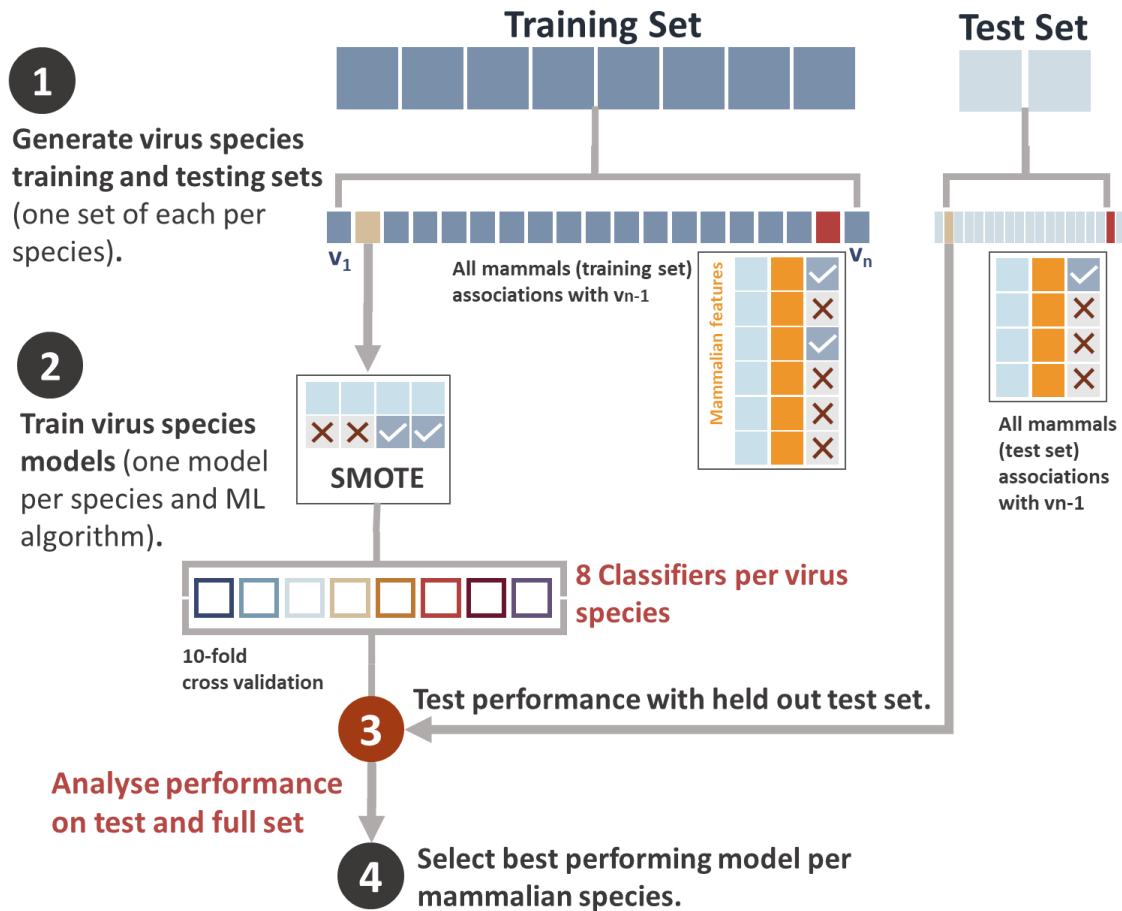 Training Set
Test Set
1
Generate virus species
training and testing sets
(one set of each per
species).
v1
vn
All mammals (training set)
associations with vn-1
Mammalian features
2
Train virus species
models (one model
per species and ML
algorithm).
SMOTE
All mammals
(test set)
associations
with vn-1
8 Classifiers per virus
species
10-fold
cross validation
Test performance with held out test set.
3
Analyse performance
on test and full set
4
Select best performing model per
mammalian species.